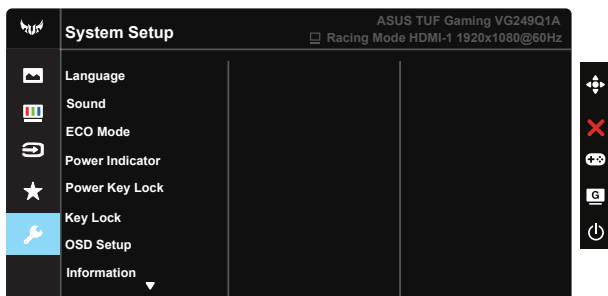 System Setup
ASUS TUF Gaming VG249Q1A
Racing Mode HDMI-1 1920x1080@60Hz
Language
Sound
ECO Mode
Power Indicator
Power Key Lock
Key Lock
OSD Setup
Information
G